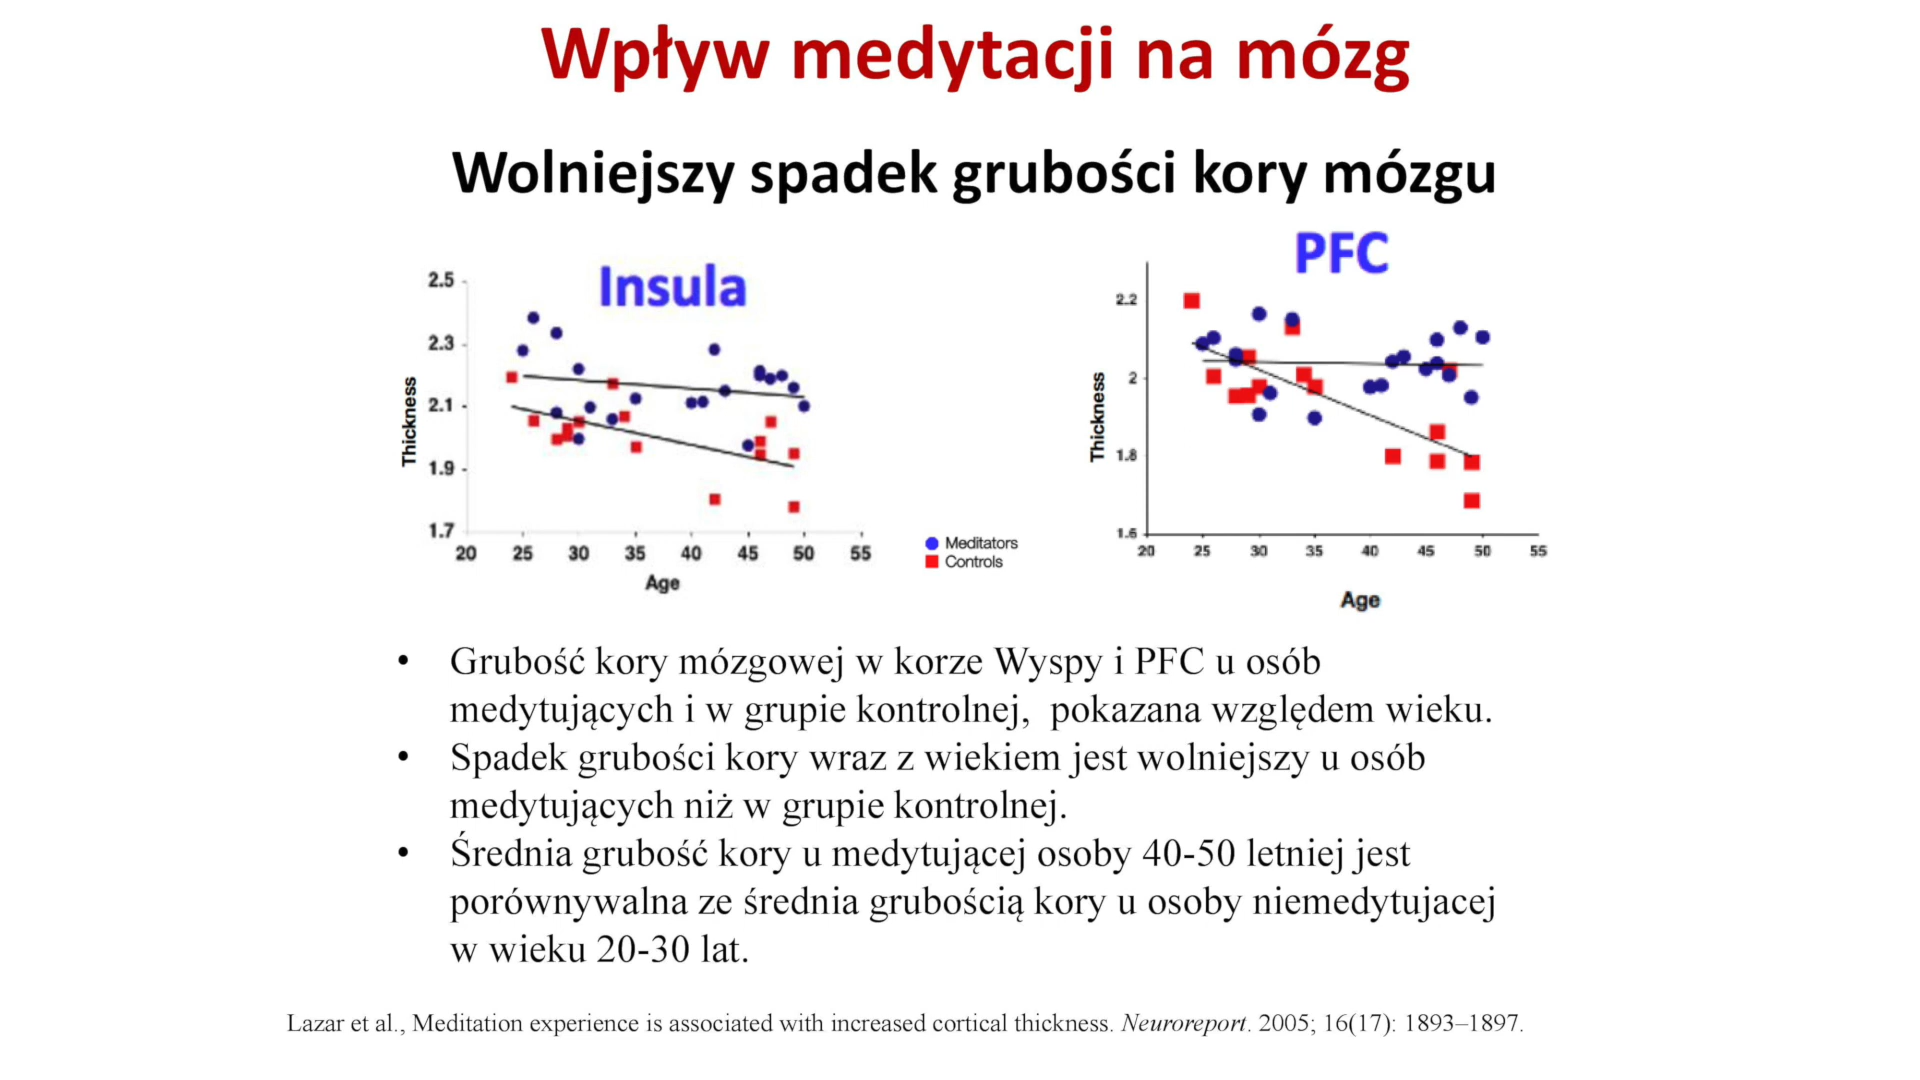 Wpływ medytacji na mózg
Wolniejszy spadek grubości kory mózgu
Insula
Thickness
2.5
2.3
2.1
1.9
1.7
20 25 30 35 40 45 50 55
Age
Meditators
Controls
PFC
Thickness
2.2
2
1.8
1.6
20 25 30 35 40 45 50 55
Age
• Grubość kory mózgowej w korze Wyspy i PFC u osób
medytujących i w grupie kontrolnej, pokazana względem wieku.
• Spadek grubości kory wraz z wiekiem jest wolniejszy u osób
medytujących niż w grupie kontrolnej.
• Średnia grubość kory u medytującej osoby 40-50 letniej jest
porównywalna ze średnia grubością kory u osoby niemedytujacej
w wieku 20-30 lat.
Lazar et al., Meditation experience is associated with increased cortical thickness. Neuroreport. 2005; 16(17): 1893–1897.